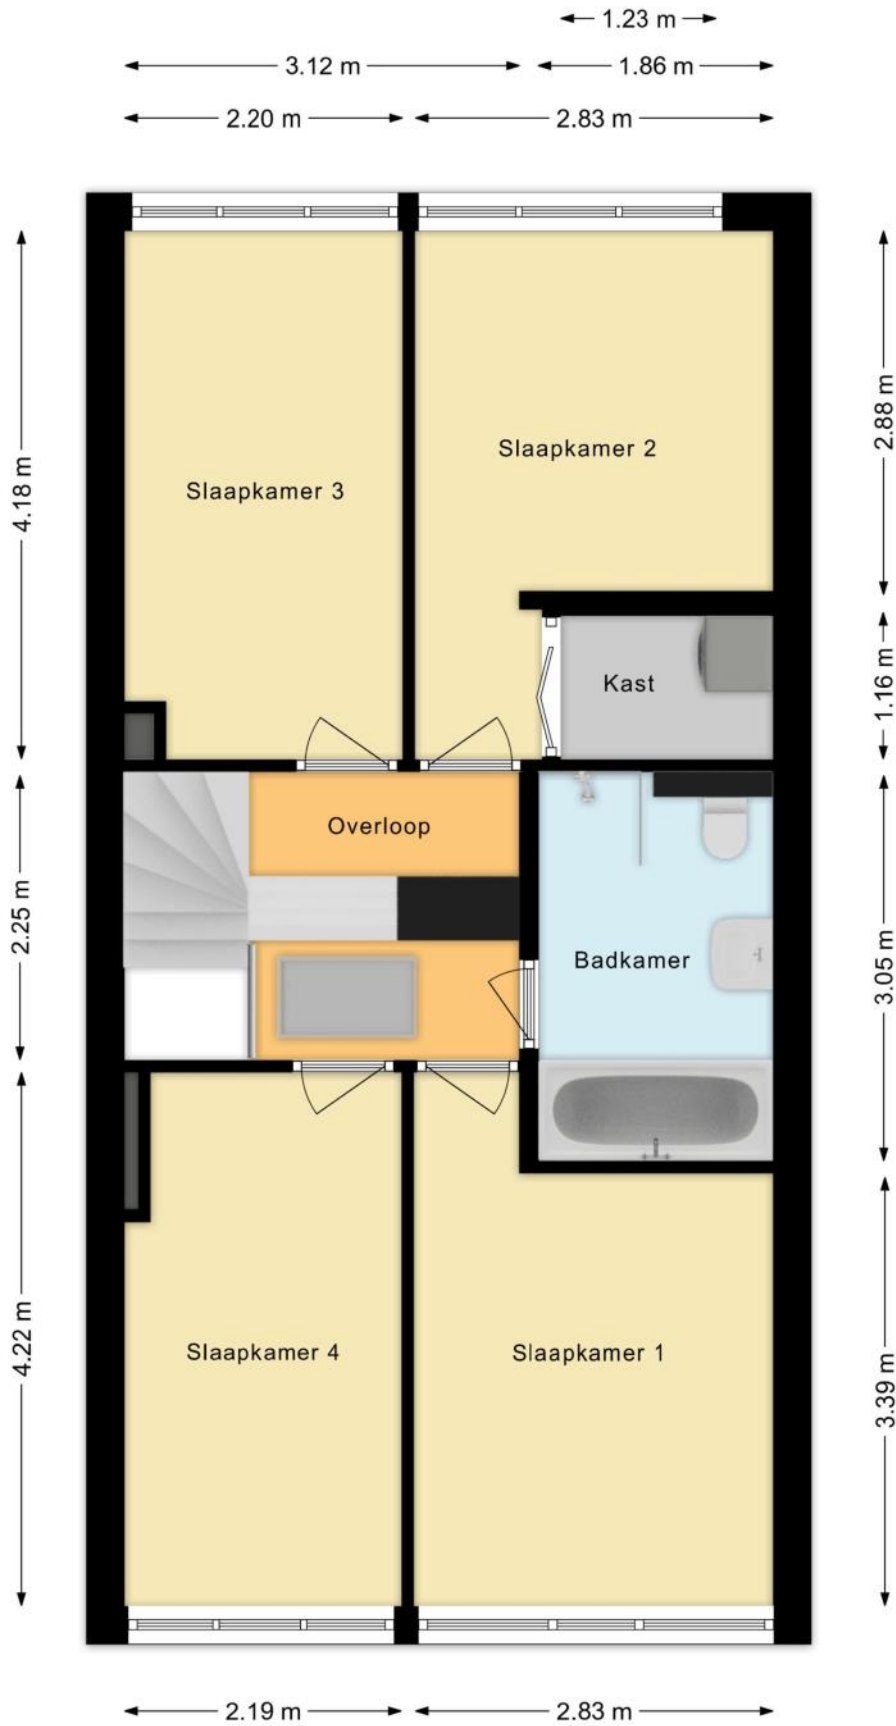 1.23 m
3.12 m
1.86 m
2.20 m
2.83 m
4.18 m
2.88 m
Slaapkamer 2
Slaapkamer 3
Kast
1.16 m
Overloop
2.25 m
Badkamer
3.05 m
4.22 m
Slaapkamer 4
Slaapkamer 1
3.39 m
2.19 m
2.83 m